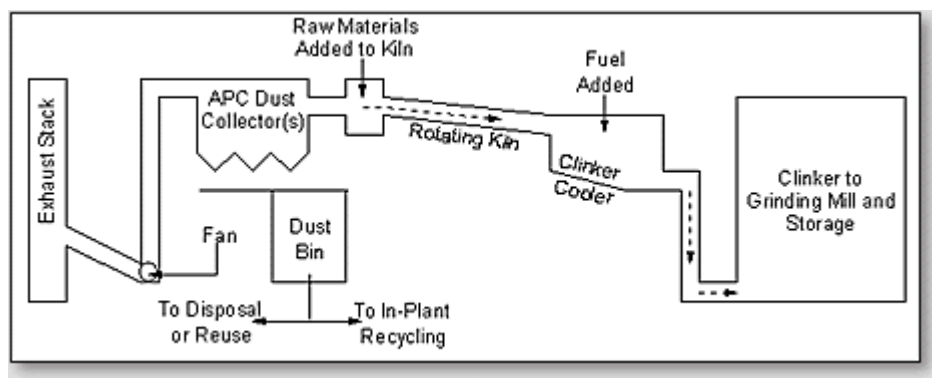 Raw Materials
Added to Kiln
Fuel
Added
APC Dust
Collector(s)
Rotating Kiln
Exhaust Stack
Clinker
Cooler
Clinker to
Grinding Mill and
Storage
Fan
Dust
Bin
To Disposal
or Reuse
To In-Plant
Recycling